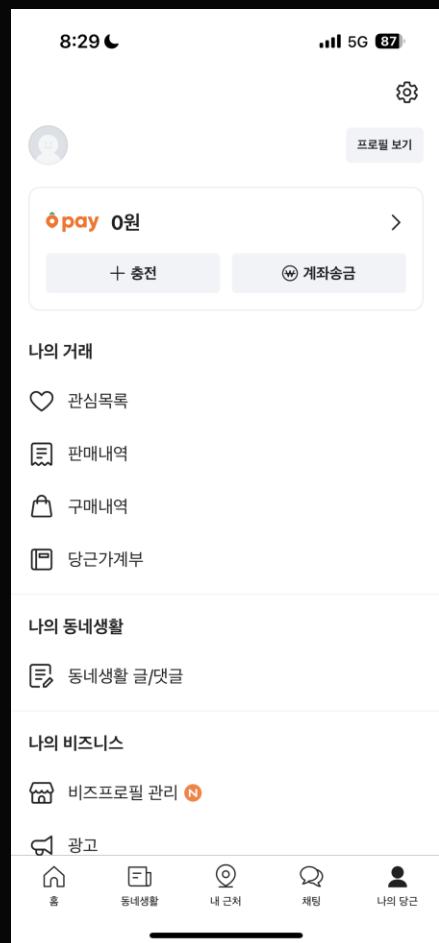 8:29 5G 87
프로필 보기
pay 0원
충전 계좌송금
나의 거래
관심목록
판매내역
구매내역
당근가계부
나의 동네생활
동네생활 글/댓글
나의 비즈니스
비즈프로필 관리 N
광고
홈 동네생활 내 근처 채팅 나의 당근